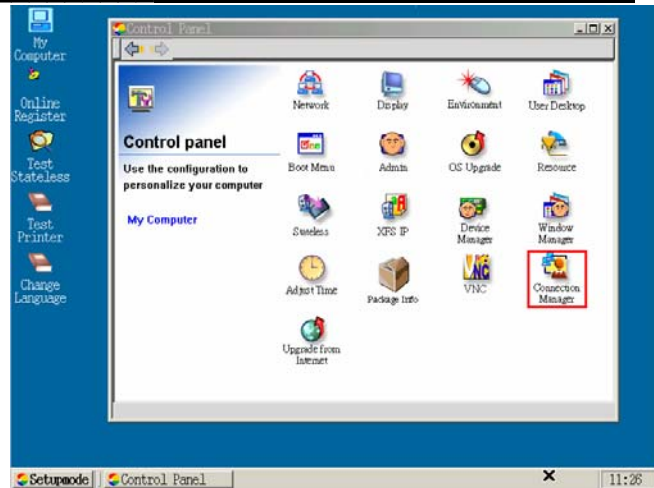 My
Computer
Online
Register
Test
Stateless
Test
Printer
Change
Language
Control Panel
Control panel
Use the configuration to
personalize your computer
My Computer
Network
Display
Environmint
User Desktop
Boot Menu
Admin
OS Upgrade
Resource
Stateless
XFS IP
Device
Manager
Window
Manager
Adjust Time
Package Info
VNC
VNC
Connection
Manager
Upgrade from
Internet
Setupmode
Control Panel
11:26